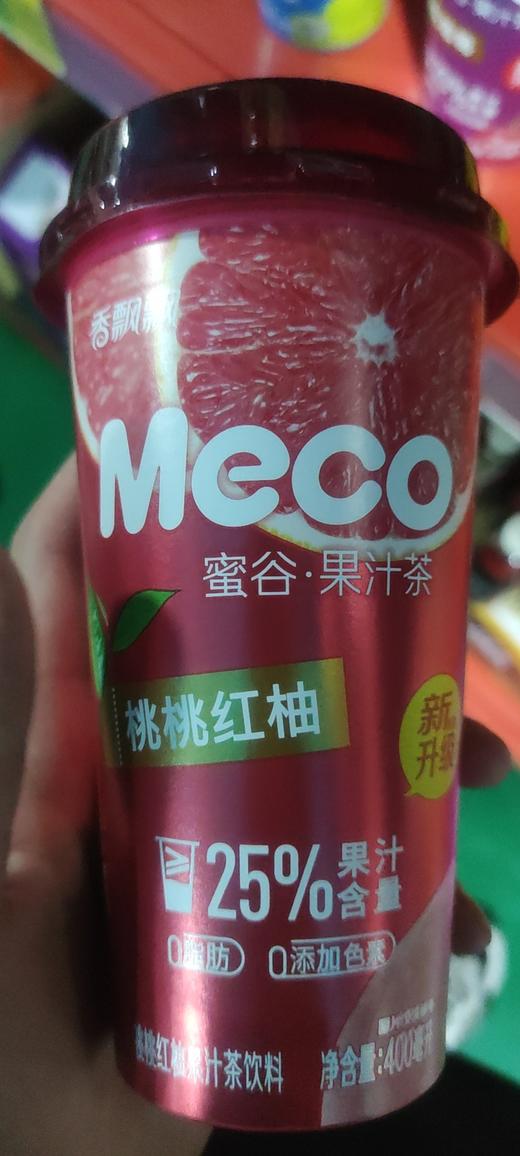 香飘飘
Meco
蜜谷·果汁茶
桃桃红柚
新
升级
25%
果汁
含量
0脂肪
0添加色素
桃桃红柚果汁茶饮料
净含量:400毫升